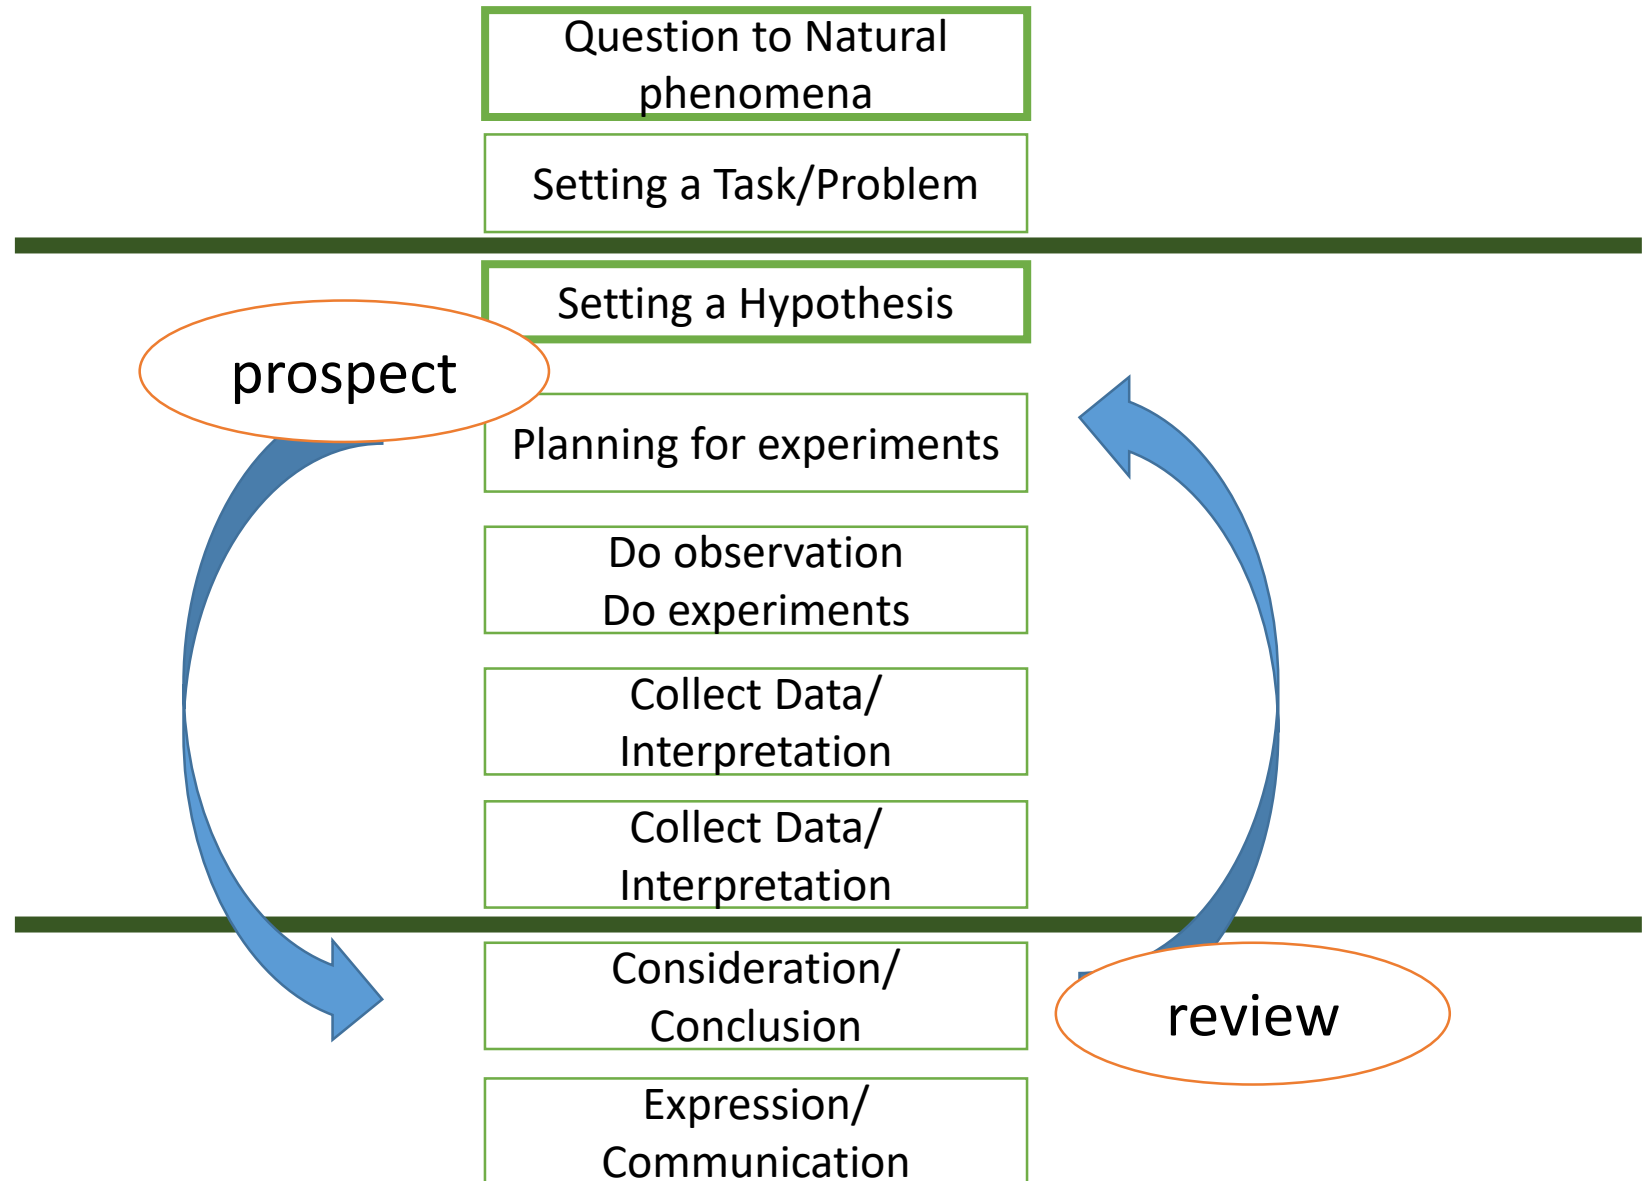 Question to Natural
phenomena
Setting a Task/Problem
Setting a Hypothesis
prospect
Planning for experiments
Do observation
Do experiments
Collect Data/
Interpretation
Collect Data/
Interpretation
Consideration/
Conclusion
review
Expression/
Communication